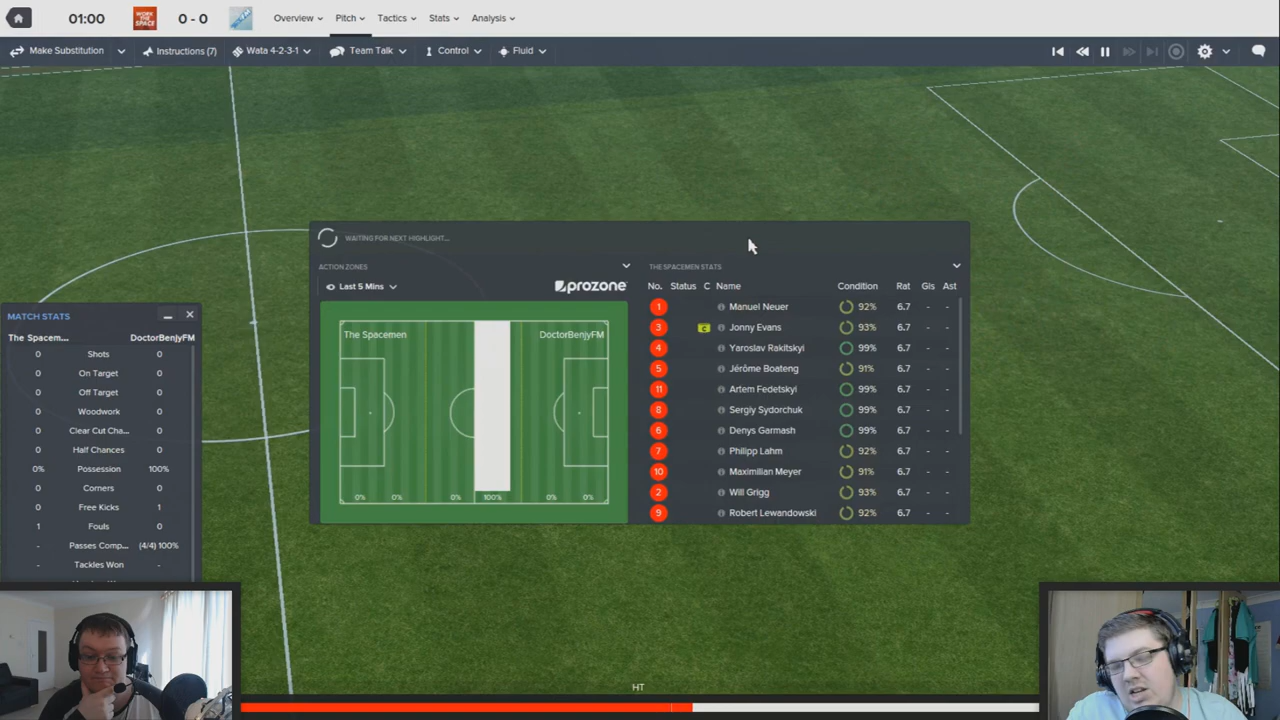 01:00 WORK THE SPACE 0 - 0 FM Overview Pitch Tactics Stats Analysis
Make Substitution Instructions (7) Wata 4-2-3-1 Team Talk Control Fluid
WAITING FOR NEXT HIGHLIGHT...
ACTION ZONES THE SPACEMEN STATS
Last 5 Mins prozone No. Status C Name Condition Rat Gls Ast
The Spacemen DoctorBenjyFM
0% 0% 0% 100% 0% 0%
1 Manuel Neuer 92% 6.7 - -
3 C Jonny Evans 93% 6.7 - -
4 Yaroslav Rakitskyi 99% 6.7 - -
5 Jérôme Boateng 91% 6.7 - -
11 Artem Fedetskyi 99% 6.7 - -
8 Sergiy Sydorchuk 99% 6.7 - -
6 Denys Garmash 99% 6.7 - -
7 Philipp Lahm 92% 6.7 - -
10 Maximilian Meyer 91% 6.7 - -
2 Will Grigg 93% 6.7 - -
9 Robert Lewandowski 92% 6.7 - -
MATCH STATS
The Spacem... DoctorBenjyFM
0 Shots 0
0 On Target 0
0 Off Target 0
0 Woodwork 0
0 Clear Cut Cha... 0
0 Half Chances 0
0% Possession 100%
0 Corners 0
0 Free Kicks 1
1 Fouls 0
- Passes Comp... (4/4) 100%
- Tackles Won -
HT